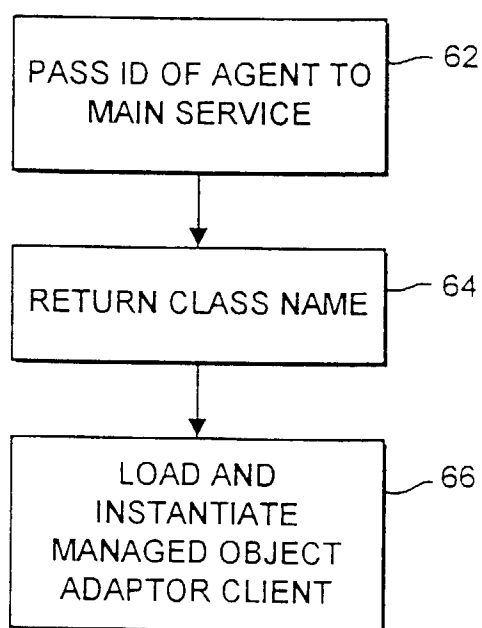 PASS ID OF AGENT TO
MAIN SERVICE
62
RETURN CLASS NAME
64
LOAD AND
INSTANTIATE
MANAGED OBJECT
ADAPTOR CLIENT
66